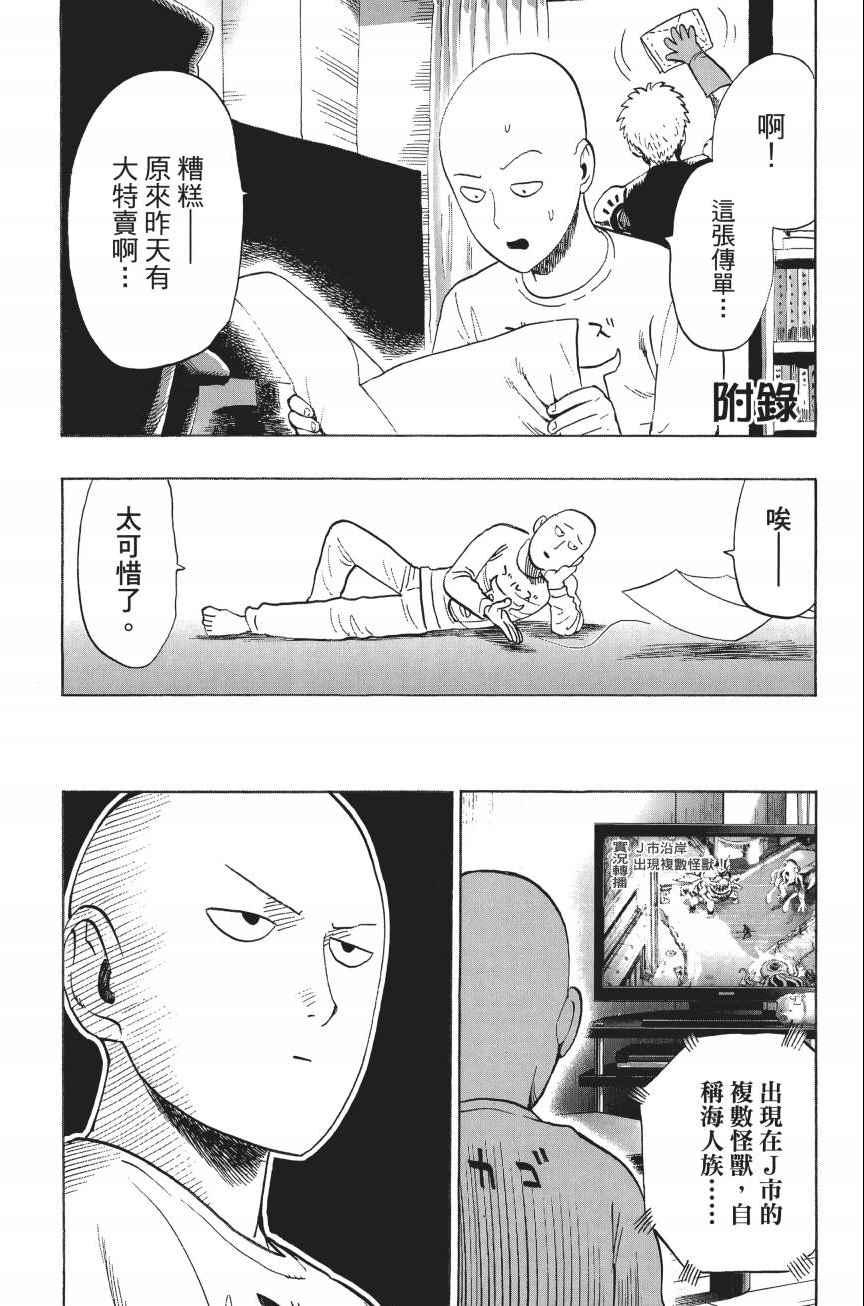 啊！
這張傳單…
糟糕——
原來昨天有
大特賣啊…
附錄
唉——
太可惜了。
實況轉播
J市沿岸
出現複數怪獸！！
出現在J市的
複數怪獸，自
稱海人族……
カゴ